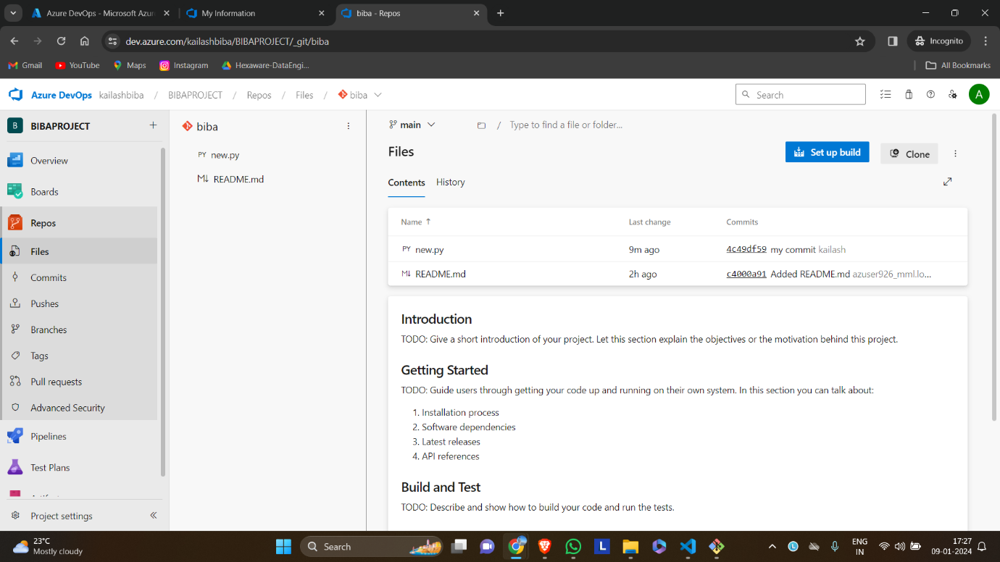 Azure DevOps - Microsoft Azur
My Information
biba - Repos
dev.azure.com/kailashbiba/BIBAPROJECT/_git/biba
Incognito
Gmail
YouTube
Maps
Instagram
Hexaware-DataEngi...
All Bookmarks
Azure DevOps kailashbiba / BIBAPROJECT / Repos / Files / biba
Search
A
B BIBAPROJECT
Overview
Boards
Repos
Files
Commits
Pushes
Branches
Tags
Pull requests
Advanced Security
Pipelines
Test Plans
Project settings
biba
PY new.py
M↓ README.md
main
/ Type to find a file or folder...
Files
Set up build
Clone
Contents
History
Name ↑ Last change Commits
PY new.py 9m ago 4c49df59 my commit kailash
M↓ README.md 2h ago c4000a91 Added README.md azuser926_mml.lo...
Introduction
TODO: Give a short introduction of your project. Let this section explain the objectives or the motivation behind this project.
Getting Started
TODO: Guide users through getting your code up and running on their own system. In this section you can talk about:
1. Installation process
2. Software dependencies
3. Latest releases
4. API references
Build and Test
TODO: Describe and show how to build your code and run the tests.
23°C
Mostly cloudy
Search
L
L
ENG
IN
17:27
09-01-2024